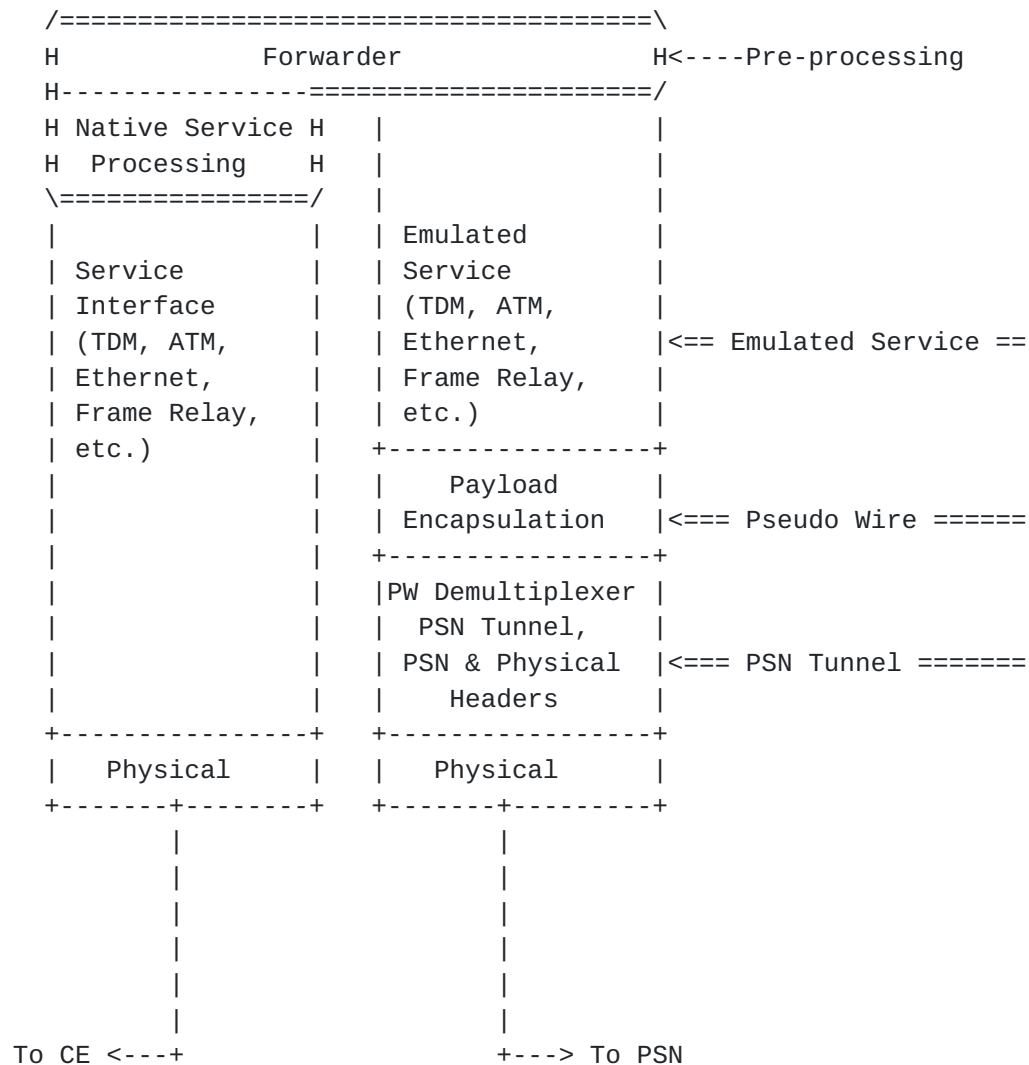 /======================================\
H             Forwarder                H<----Pre-processing
H----------------======================/
H Native Service H   |                 |
H  Processing    H   |                 |
\================/   |                 |
|                |   | Emulated        |
| Service        |   | Service         |
| Interface      |   | (TDM, ATM,      |
| (TDM, ATM,     |   | Ethernet,       |<== Emulated Service ==
| Ethernet,      |   | Frame Relay,    |
| Frame Relay,   |   | etc.)           |
| etc.)          |   +-----------------+
|                |   |    Payload      |
|                |   | Encapsulation   |<=== Pseudo Wire ======
|                |   +-----------------+
|                |   |PW Demultiplexer |
|                |   |  PSN Tunnel,    |
|                |   | PSN & Physical  |<=== PSN Tunnel =======
|                |   |    Headers      |
+----------------+   +-----------------+
|   Physical     |   |   Physical      |
+-------+--------+   +-------+---------+
        |                    |
        |                    |
        |                    |
        |                    |
        |                    |
        |                    |
To CE <---+                    +---> To PSN